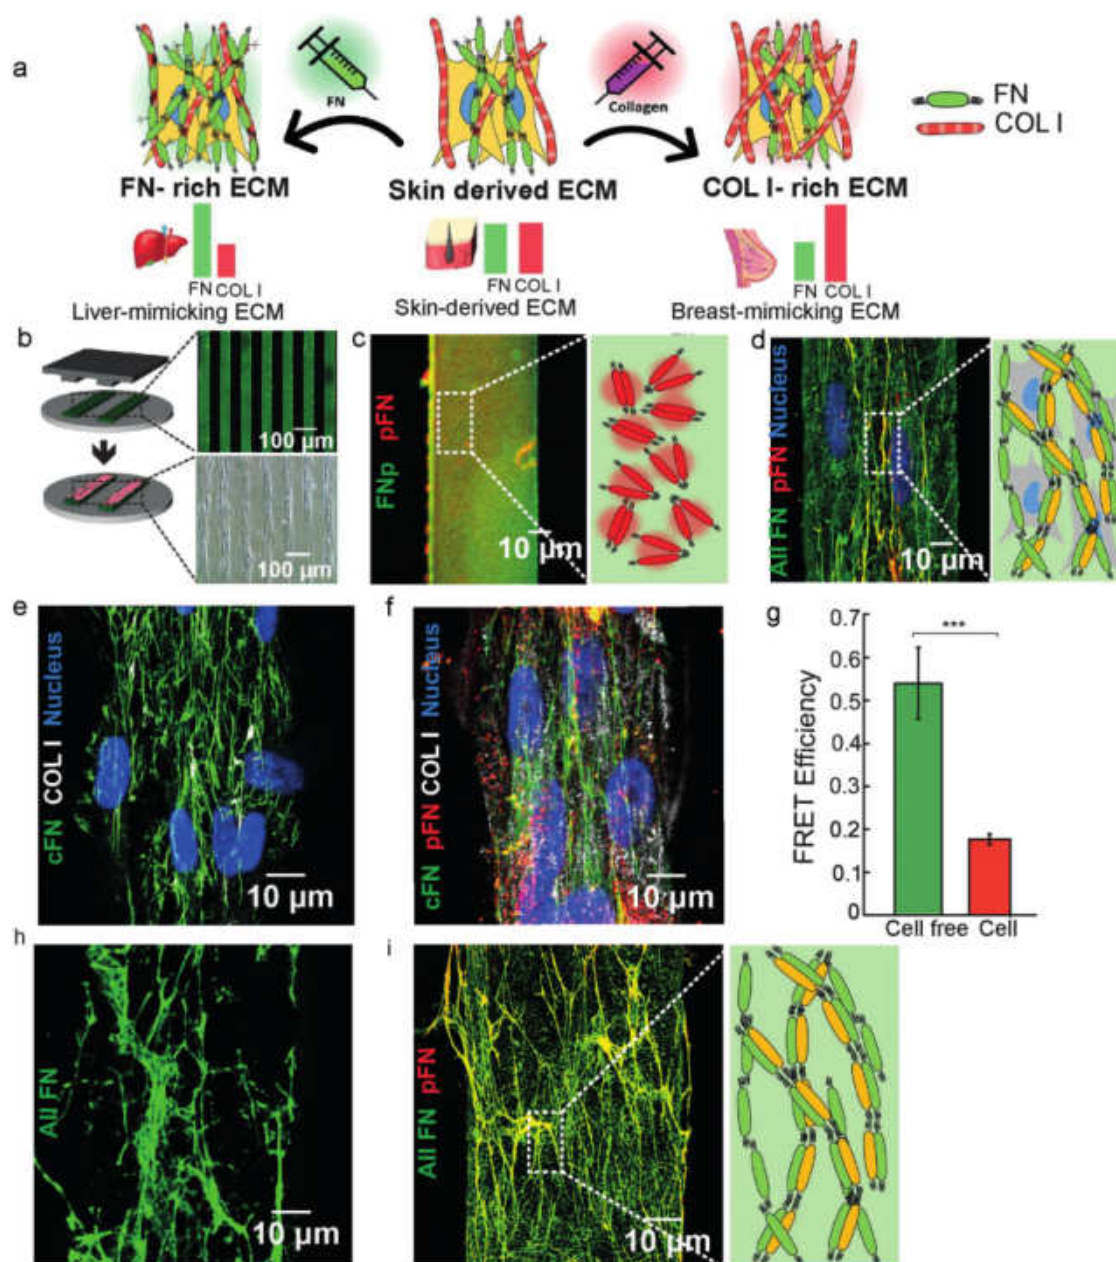 a
FN
Collagen
FN
COL I
FN- rich ECM
Skin derived ECM
COL I- rich ECM
FN COL I
FN COL I
FN COL I
Liver-mimicking ECM
Skin-derived ECM
Breast-mimicking ECM
b
100 µm
100 µm
c
FNp pFN
10 µm
d
All FN pFN Nucleus
10 µm
e
cFN COL I Nucleus
10 µm
f
cFN pFN COL I Nucleus
10 µm
g
***
FRET Efficiency
0.7
0.6
0.5
0.4
0.3
0.2
0.1
0
Cell free Cell
h
All FN
10 µm
i
All FN pFN
10 µm